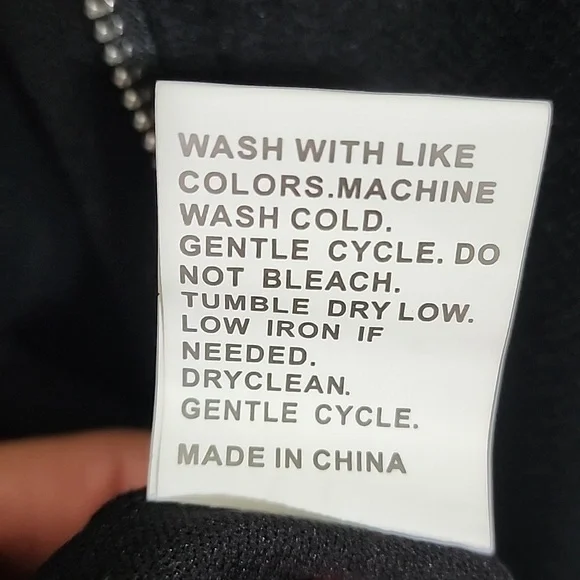 WASH WITH LIKE
COLORS.MACHINE
WASH COLD.
GENTLE CYCLE. DO
NOT BLEACH.
TUMBLE DRY LOW.
LOW IRON IF
NEEDED.
DRYCLEAN.
GENTLE CYCLE.
MADE IN CHINA